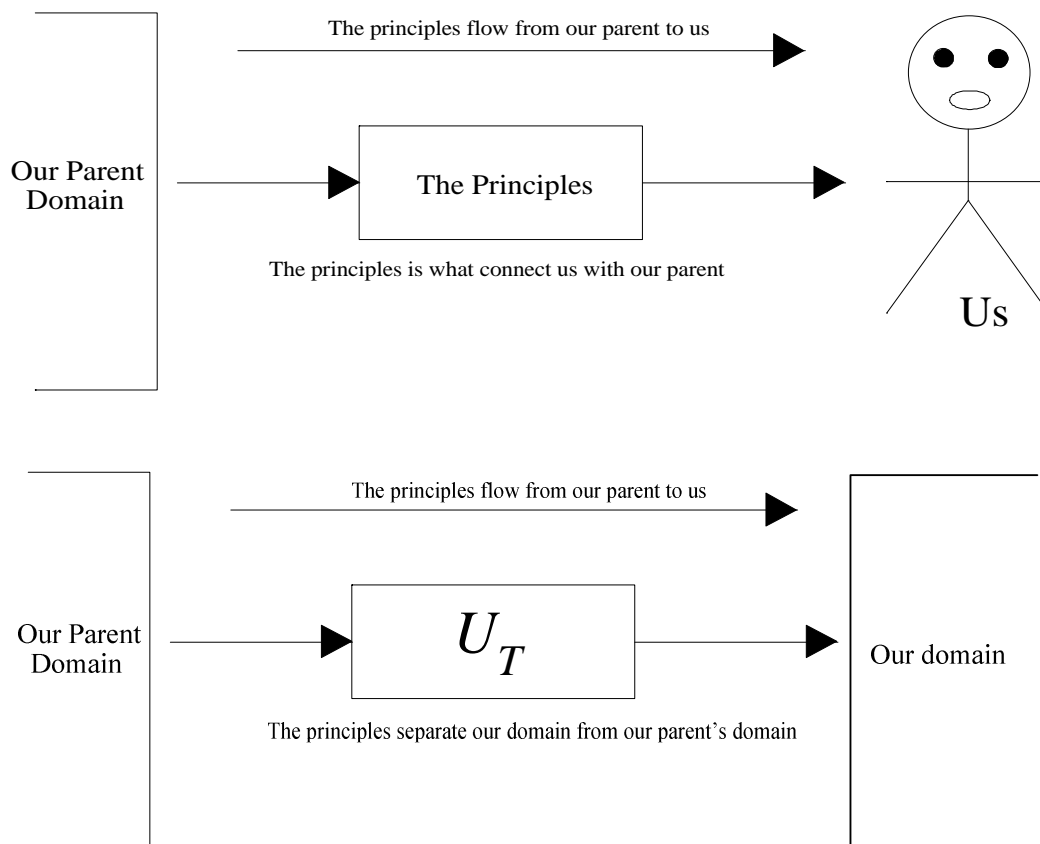 The principles flow from our parent to us
Our Parent
Domain
The Principles
The principles is what connect us with our parent
Us
The principles flow from our parent to us
Our Parent
Domain
U_T
Our domain
The principles separate our domain from our parent’s domain